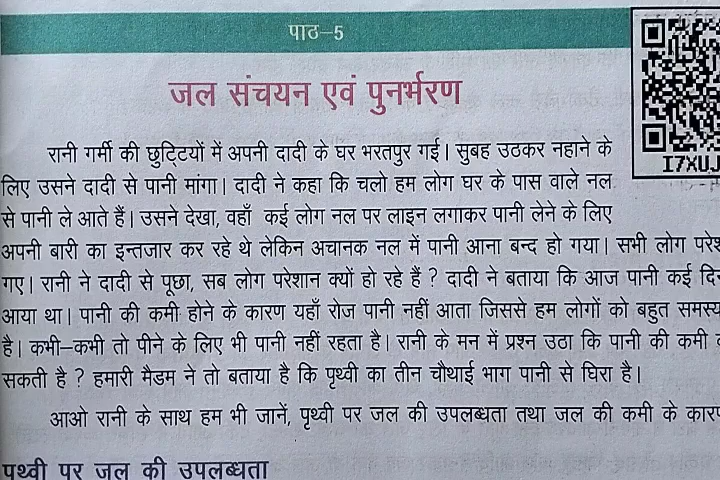 पाठ–5
जल संचयन एवं पुनर्भरण
I7XUJ
रानी गर्मी की छुट्टियों में अपनी दादी के घर भरतपुर गई। सुबह उठकर नहाने के
लिए उसने दादी से पानी मांगा। दादी ने कहा कि चलो हम लोग घर के पास वाले नल
से पानी ले आते हैं। उसने देखा, वहाँ कई लोग नल पर लाइन लगाकर पानी लेने के लिए
अपनी बारी का इन्तजार कर रहे थे लेकिन अचानक नल में पानी आना बन्द हो गया। सभी लोग
गए। रानी ने दादी से पूछा, सब लोग परेशान क्यों हो रहे हैं ? दादी ने बताया कि आज पानी कई
आया था। पानी की कमी होने के कारण यहाँ रोज पानी नहीं आता जिससे हम लोगों को बहुत
है। कभी–कभी तो पीने के लिए भी पानी नहीं रहता है। रानी के मन में प्रश्न उठा कि पानी की कमी
सकती है ? हमारी मैडम ने तो बताया है कि पृथ्वी का तीन चौथाई भाग पानी से घिरा है।
आओ रानी के साथ हम भी जानें, पृथ्वी पर जल की उपलब्धता तथा जल की कमी के
पृथ्वी पर जल की उपलब्धता